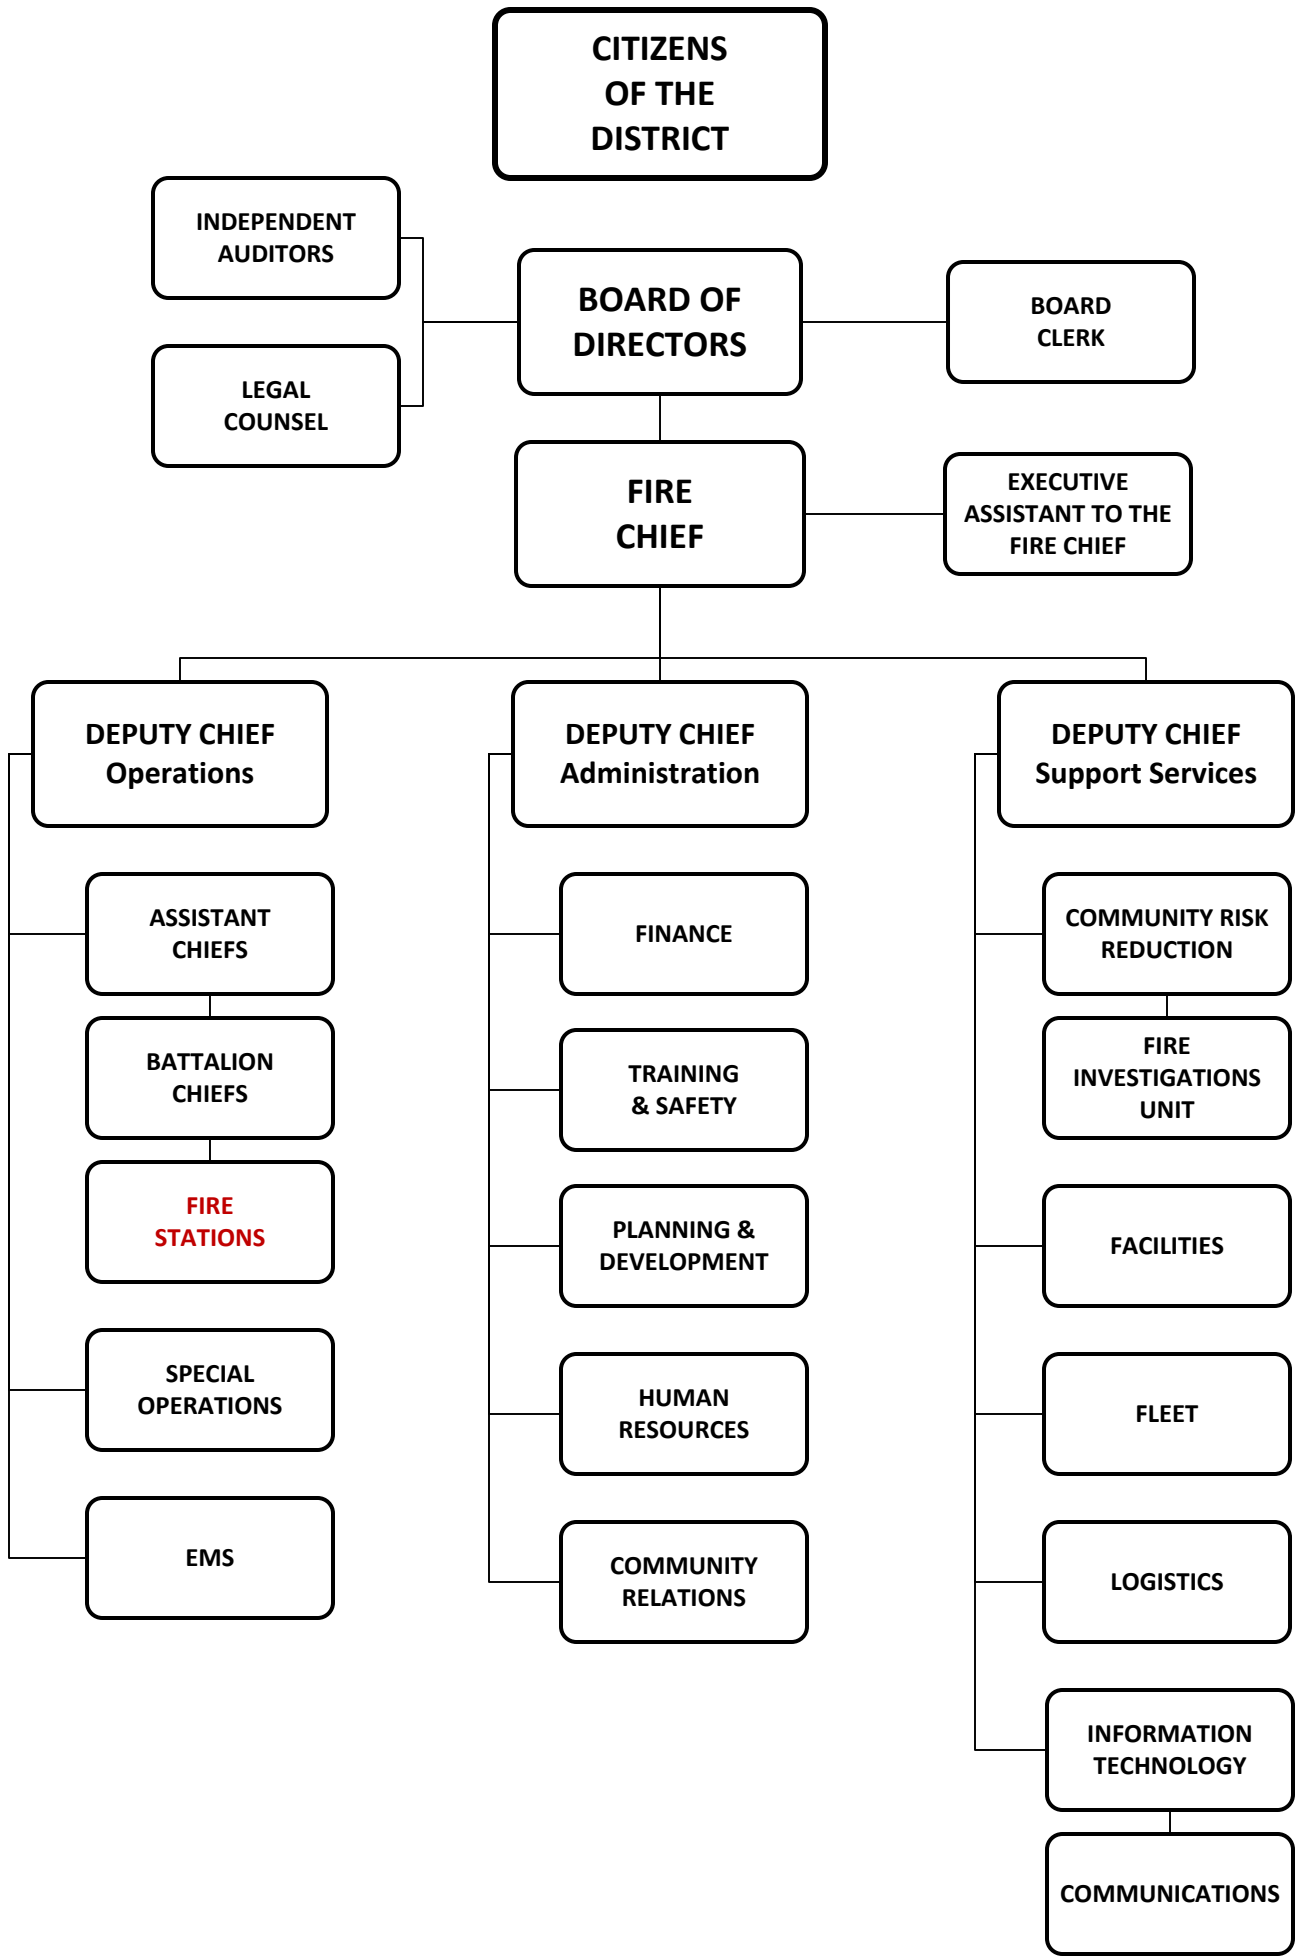 CITIZENS
OF THE
DISTRICT
INDEPENDENT
AUDITORS
BOARD OF
DIRECTORS
BOARD
CLERK
LEGAL
COUNSEL
FIRE
CHIEF
EXECUTIVE
ASSISTANT TO THE
FIRE CHIEF
DEPUTY CHIEF
Operations
ASSISTANT
CHIEFS
BATTALION
CHIEFS
FIRE
STATIONS
SPECIAL
OPERATIONS
EMS
DEPUTY CHIEF
Administration
FINANCE
TRAINING
& SAFETY
PLANNING &
DEVELOPMENT
HUMAN
RESOURCES
COMMUNITY
RELATIONS
DEPUTY CHIEF
Support Services
COMMUNITY RISK
REDUCTION
FIRE
INVESTIGATIONS
UNIT
FACILITIES
FLEET
LOGISTICS
INFORMATION
TECHNOLOGY
COMMUNICATIONS